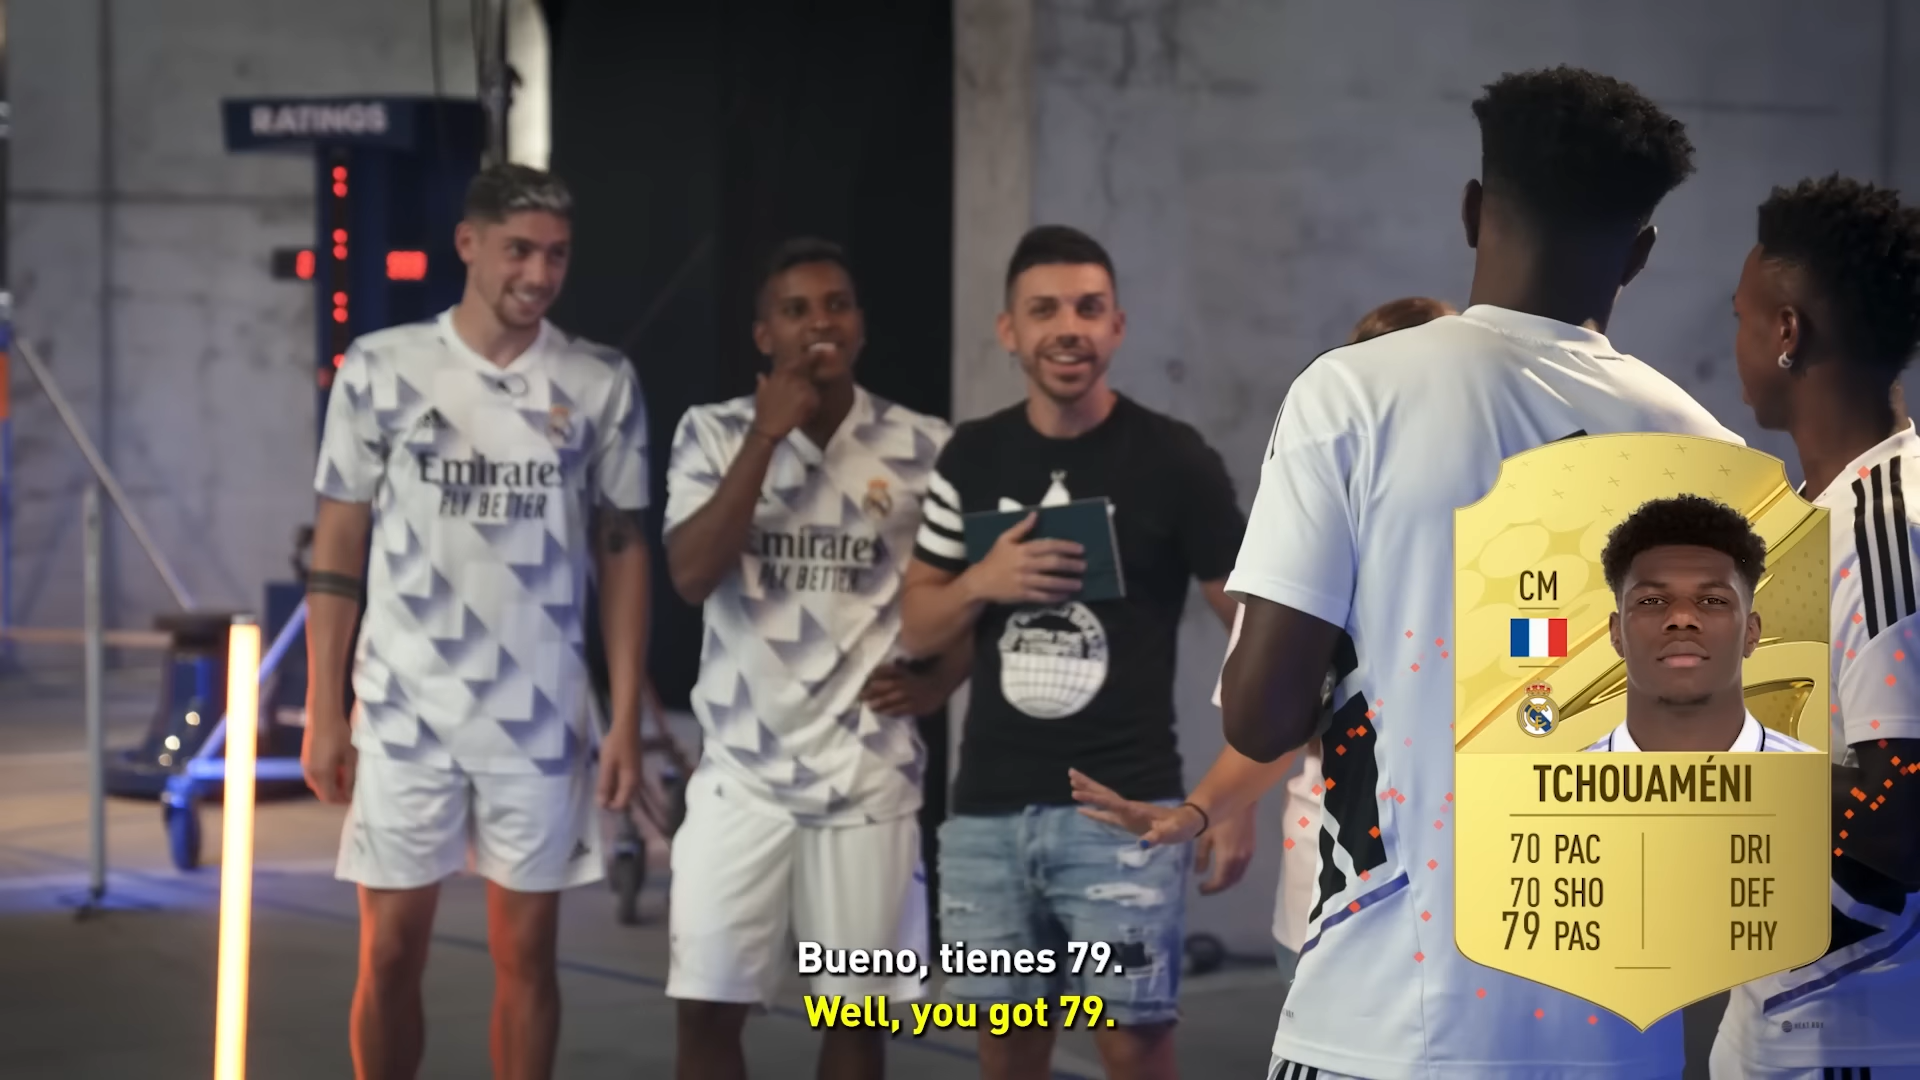 RATINGS
Emirates
FLY BETTER
Emirates
FLY BETTER
CM
TCHOUAMÉNI
70 PAC
70 SHO
79 PAS
DRI
DEF
PHY
Bueno, tienes 79.
Well, you got 79.